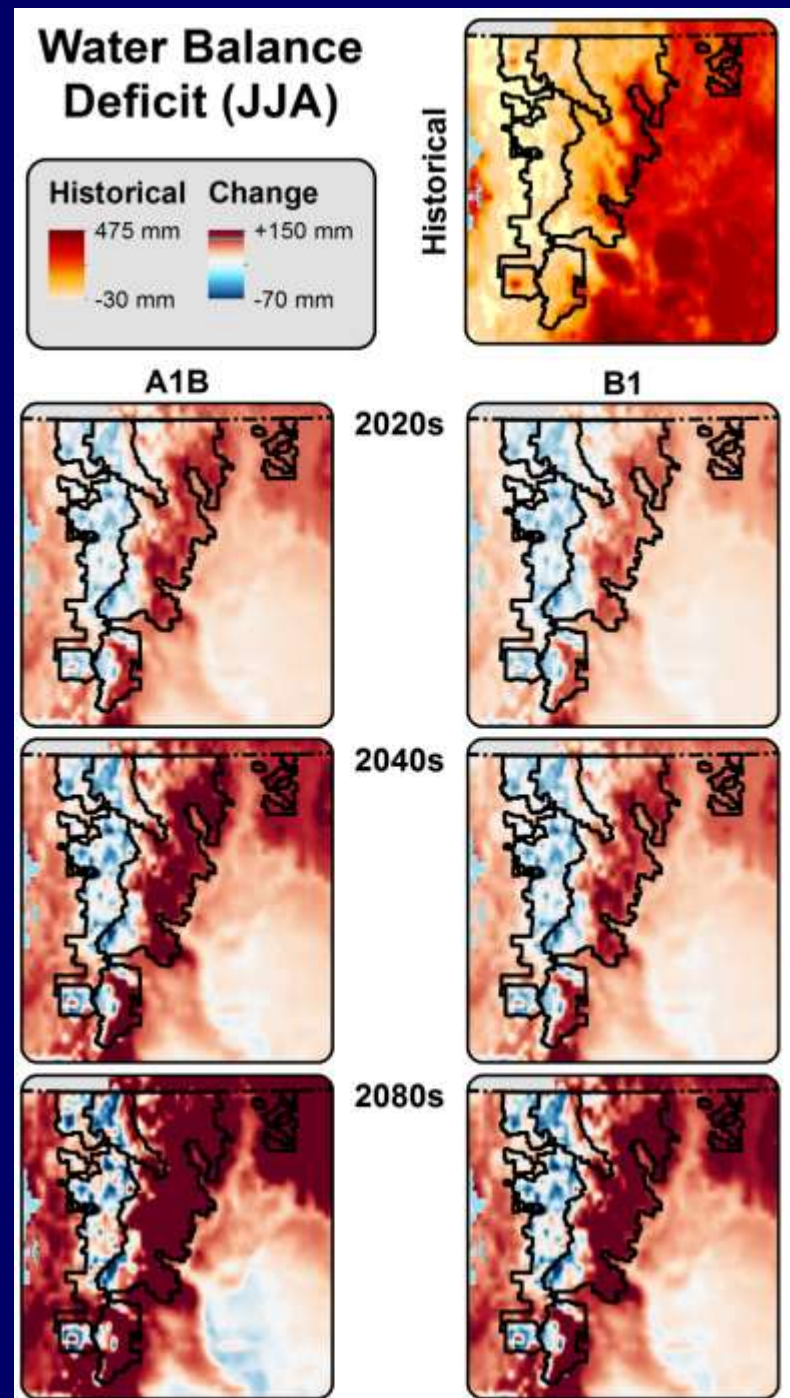 Water Balance
Deficit (JJA)
Historical
Historical Change
475 mm +150 mm
-30 mm -70 mm
A1B B1
2020s
2040s
2080s